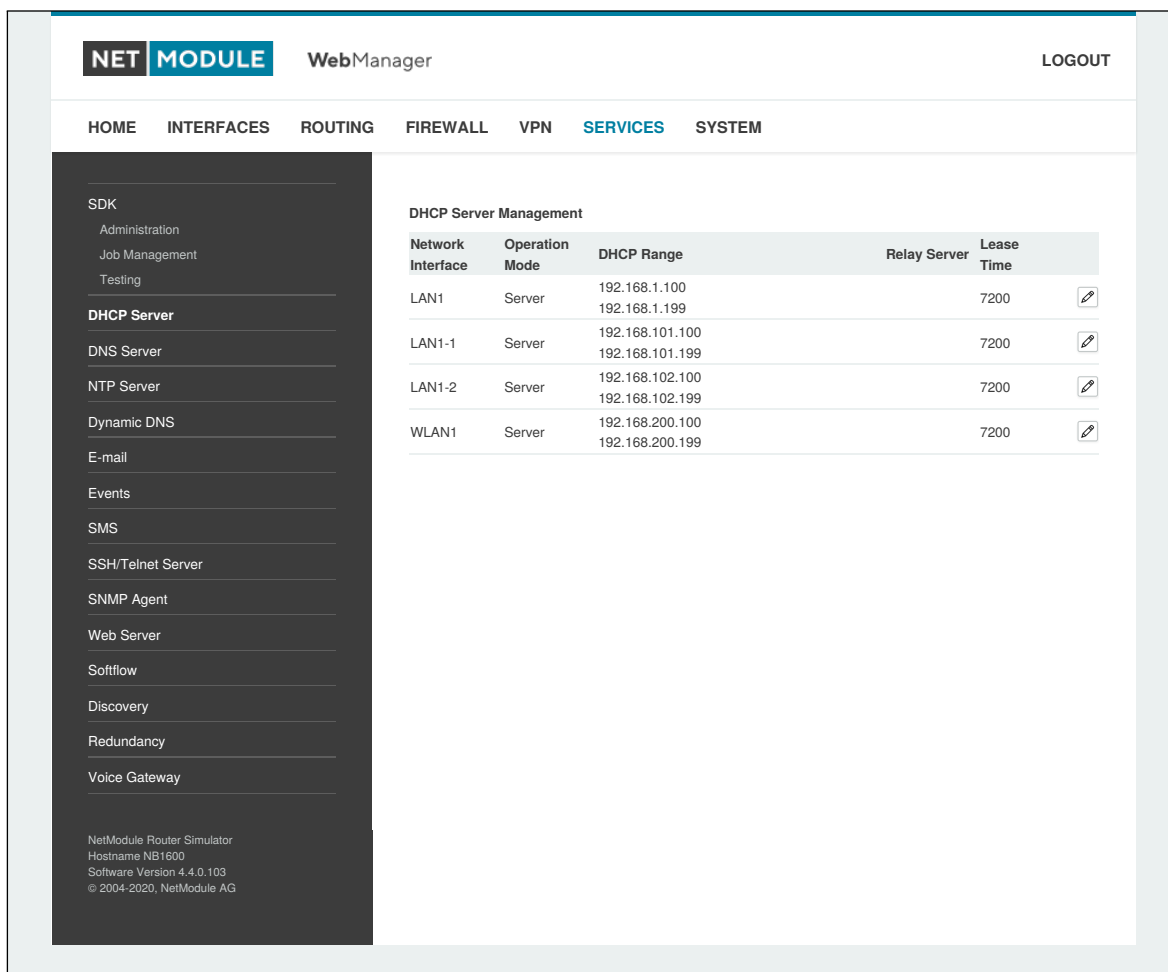 NET MODULE WebManager LOGOUT
HOME INTERFACES ROUTING FIREWALL VPN SERVICES SYSTEM
SDK
Administration
Job Management
Testing
DHCP Server
DNS Server
NTP Server
Dynamic DNS
E-mail
Events
SMS
SSH/Telnet Server
SNMP Agent
Web Server
Softflow
Discovery
Redundancy
Voice Gateway
NetModule Router Simulator
Hostname NB1600
Software Version 4.4.0.103
© 2004-2020, NetModule AG
DHCP Server Management
Network Interface Operation Mode DHCP Range Relay Server Lease Time
LAN1 Server 192.168.1.100 7200
192.168.1.199
LAN1-1 Server 192.168.101.100 7200
192.168.101.199
LAN1-2 Server 192.168.102.100 7200
192.168.102.199
WLAN1 Server 192.168.200.100 7200
192.168.200.199